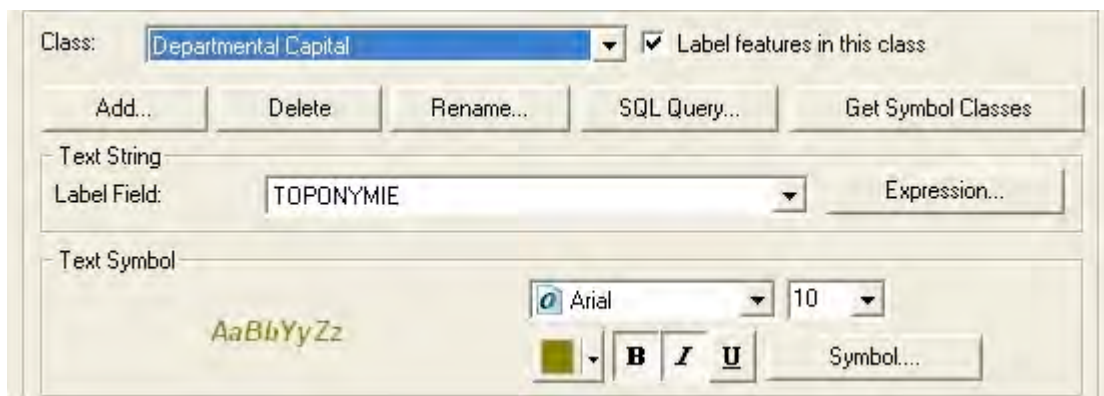 Class: Departmental Capital Label features in this class
Add... Delete Rename... SQL Query... Get Symbol Classes
Text String
Label Field: TOPONYMIE Expression...
Text Symbol
Arial 10
AaBbYyZz
B I U Symbol....